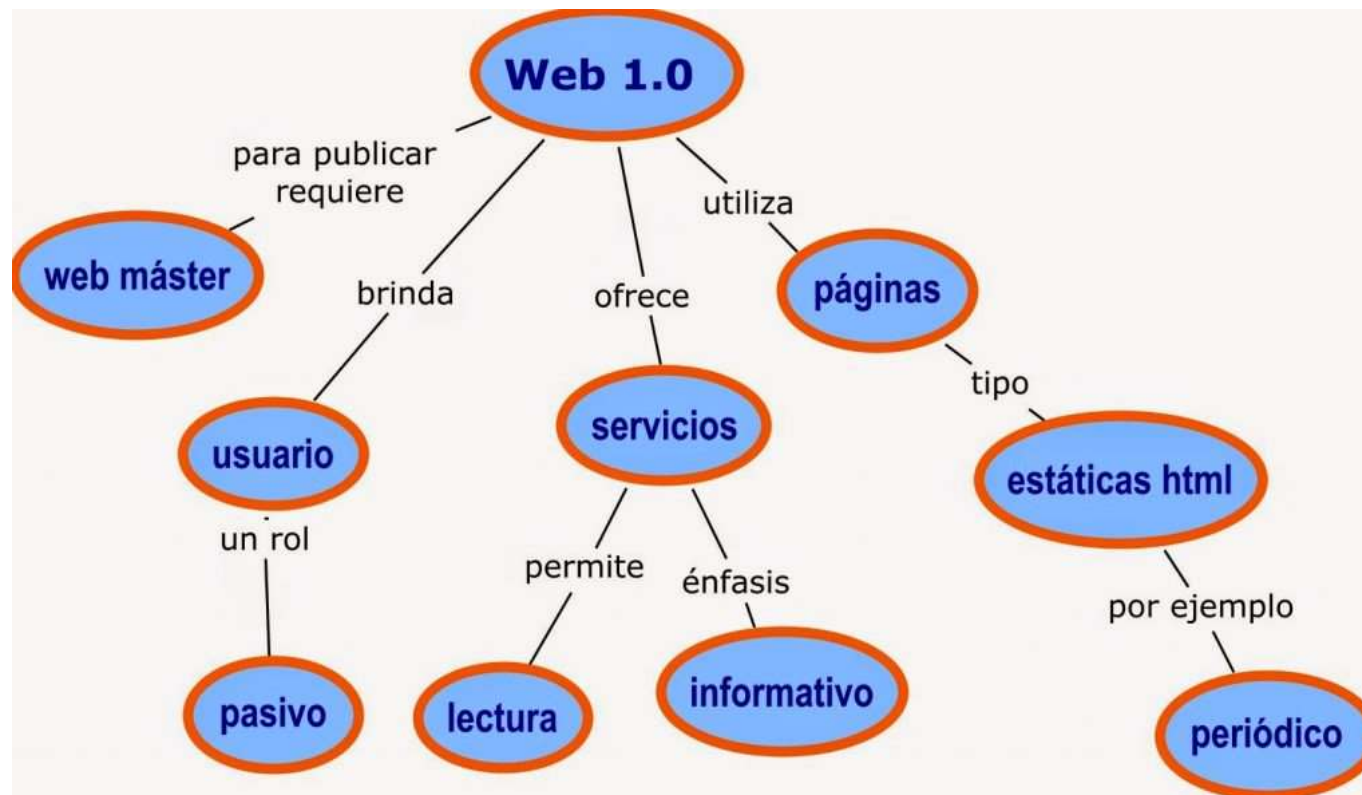 Web 1.0
para publicar
requiere
utiliza
web máster
brinda
ofrece
páginas
tipo
usuario
servicios
estáticas html
un rol
permite
énfasis
por ejemplo
pasivo
lectura
informativo
periódico